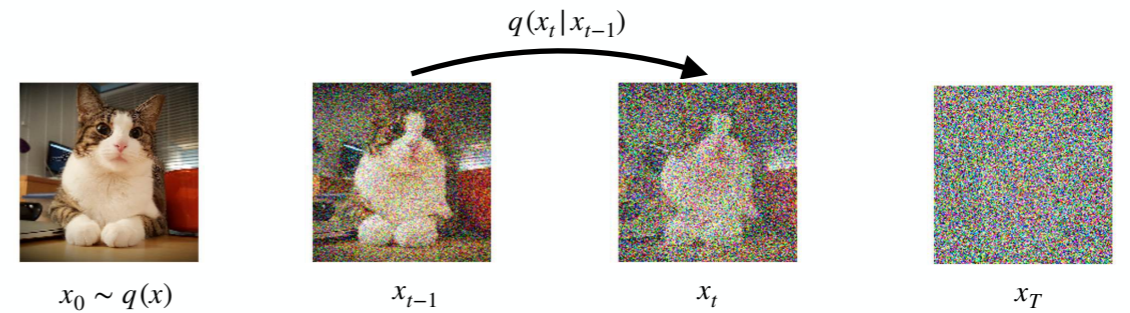 q(x_t|x_{t−1})
x_0 ∼ q(x)
x_{t−1}
x_t
x_T